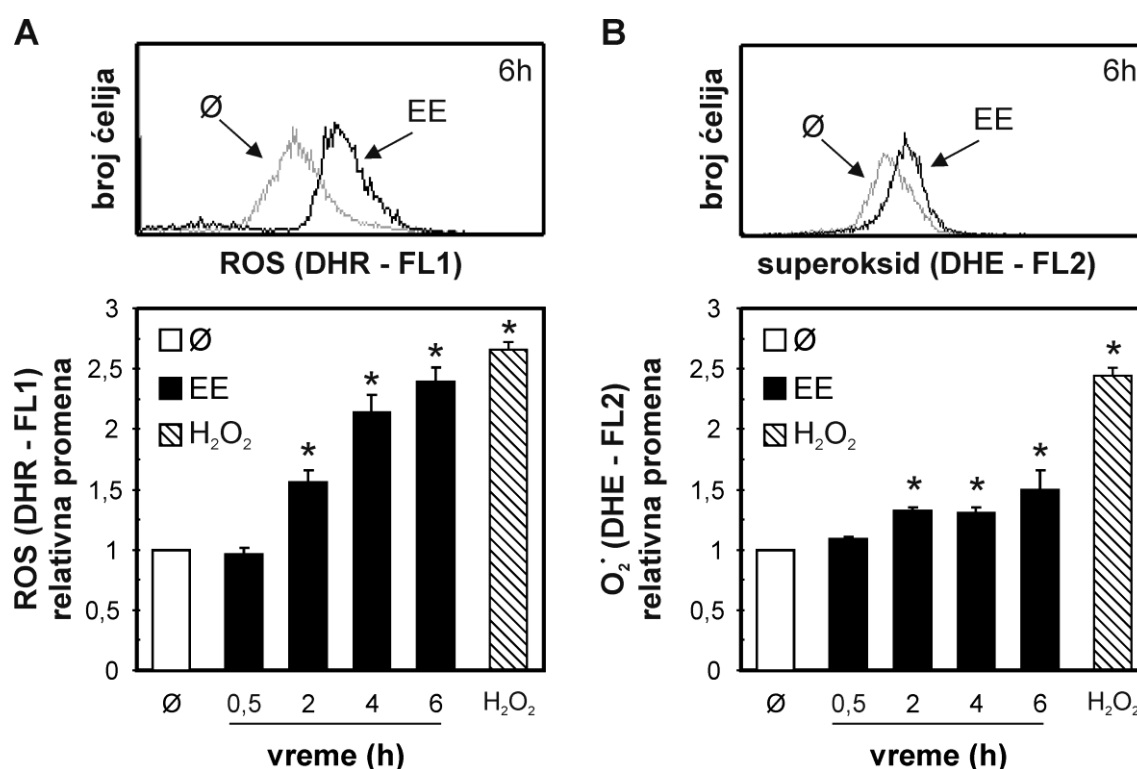 A
broj ćelija
6h
Ø
EE
ROS (DHR - FL1)
ROS (DHR - FL1)
relativna promena
3
2,5
2
1,5
1
0,5
0
Ø
EE
H₂O₂
*
*
*
*
Ø
0,5
2
4
6
H₂O₂
vreme (h)
B
broj ćelija
6h
Ø
EE
superoksid (DHE - FL2)
O₂˙ (DHE - FL2)
relativna promena
3
2,5
2
1,5
1
0,5
0
Ø
EE
H₂O₂
*
*
*
*
Ø
0,5
2
4
6
H₂O₂
vreme (h)